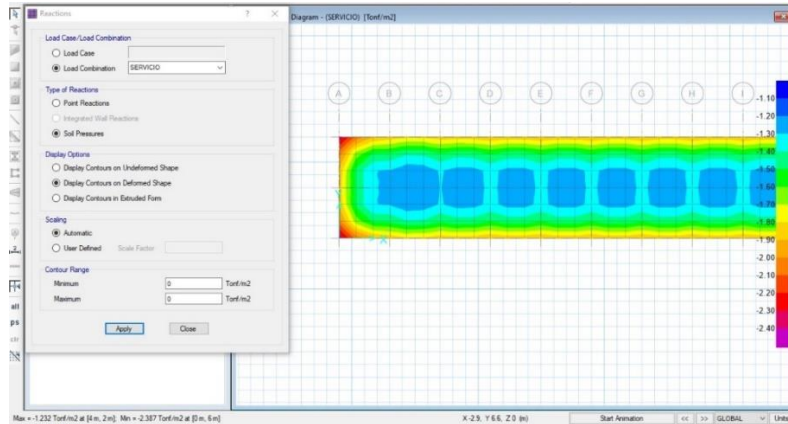 Reactions
? ×
Diagram - (SERVICIO) [Tonf/m2]
Load Case/Load Combination
Load Case
Load Combination SERVICIO
Type of Reactions
Point Reactions
Integrated Wall Reactions
Soil Pressures
Display Options
Display Contours on Undeformed Shape
Display Contours on Deformed Shape
Display Contours in Extruded Form
Scaling
Automatic
User Defined Scale Factor
Contour Range
Minimum 0 Tonf/m2
Maximum 0 Tonf/m2
Apply Close
A B C D E F G H I
-1.10
-1.20
-1.30
-1.40
-1.50
-1.60
-1.70
-1.80
-1.90
-2.00
-2.10
-2.20
-2.30
-2.40
Y
X
all
ps
clr
Max = -1.232 Tonf/m2 at [4 m, 2 m]; Min = -2.387 Tonf/m2 at [0 m, 6 m]
X -2.9, Y 6.6, Z 0 (m)
Start Animation << >> GLOBAL Units